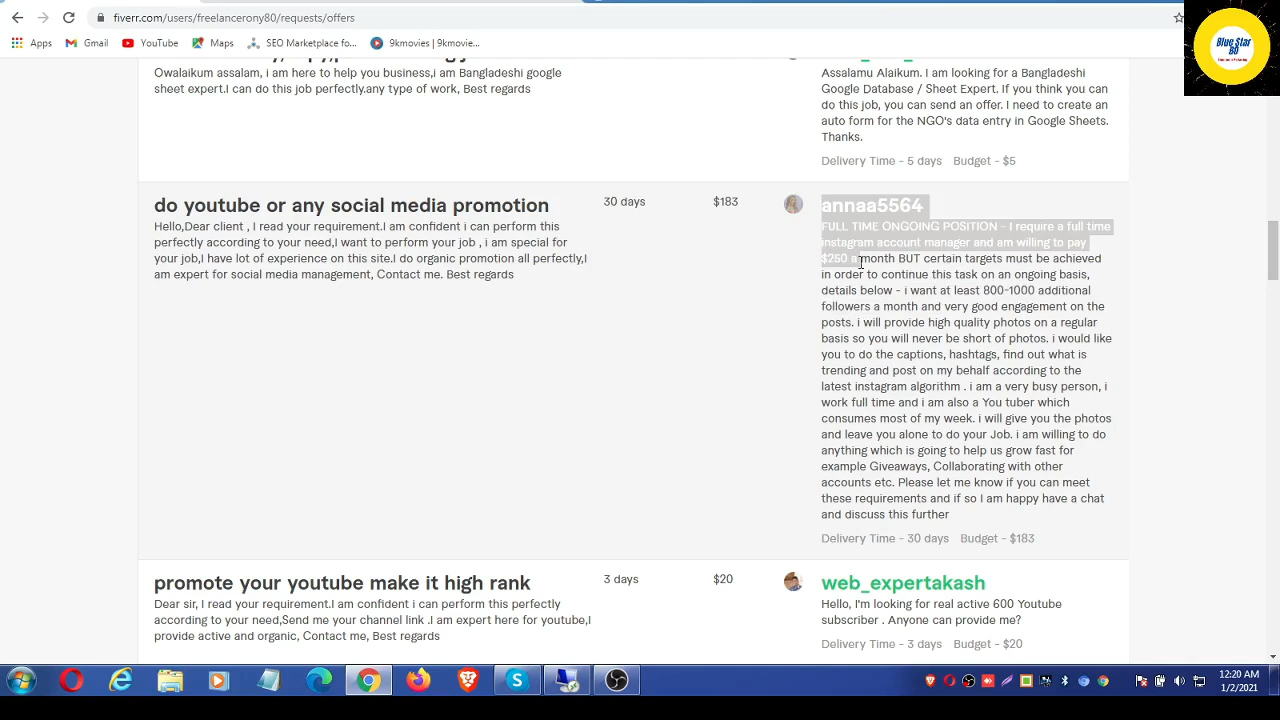 fiverr.com/users/freelancerony80/requests/offers
Apps
Gmail
YouTube
Maps
SEO Marketplace fo...
9kmovies | 9kmovie...
Blue Star
80
Owalaikum assalam, i am here to help you business,i am Bangladeshi google
sheet expert.I can do this job perfectly,any type of work, Best regards
Assalamu Alaikum. I am looking for a Bangladeshi
Google Database / Sheet Expert. If you think you can
do this job, you can send an offer. I need to create an
auto form for the NGO's data entry in Google Sheets.
Thanks.
Delivery Time - 5 days Budget - $5
do youtube or any social media promotion
Hello,Dear client , I read your requirement.I am confident i can perform this
perfectly according to your need,I want to perform your job , i am special for
your job,I have lot of experience on this site.I do organic promotion all perfectly,I
am expert for social media management, Contact me. Best regards
30 days
$183
annaa5564
FULL TIME ONGOING POSITION - I require a full time
instagram account manager and am willing to pay
$250 a month BUT certain targets must be achieved
in order to continue this task on an ongoing basis,
details below - i want at least 800-1000 additional
followers a month and very good engagement on the
posts. i will provide high quality photos on a regular
basis so you will never be short of photos. i would like
you to do the captions, hashtags, find out what is
trending and post on my behalf according to the
latest instagram algorithm . i am a very busy person, i
work full time and i am also a You tuber which
consumes most of my week. i will give you the photos
and leave you alone to do your Job. i am willing to do
anything which is going to help us grow fast for
example Giveaways, Collaborating with other
accounts etc. Please let me know if you can meet
these requirements and if so I am happy have a chat
and discuss this further
Delivery Time - 30 days Budget - $183
promote your youtube make it high rank
Dear sir, I read your requirement.I am confident i can perform this perfectly
according to your need,Send me your channel link .I am expert here for youtube,I
provide active and organic, Contact me, Best regards
3 days
$20
web_expertakash
Hello, I'm looking for real active 600 Youtube
subscriber . Anyone can provide me?
Delivery Time - 3 days Budget - $20
12:20 AM
1/2/2021